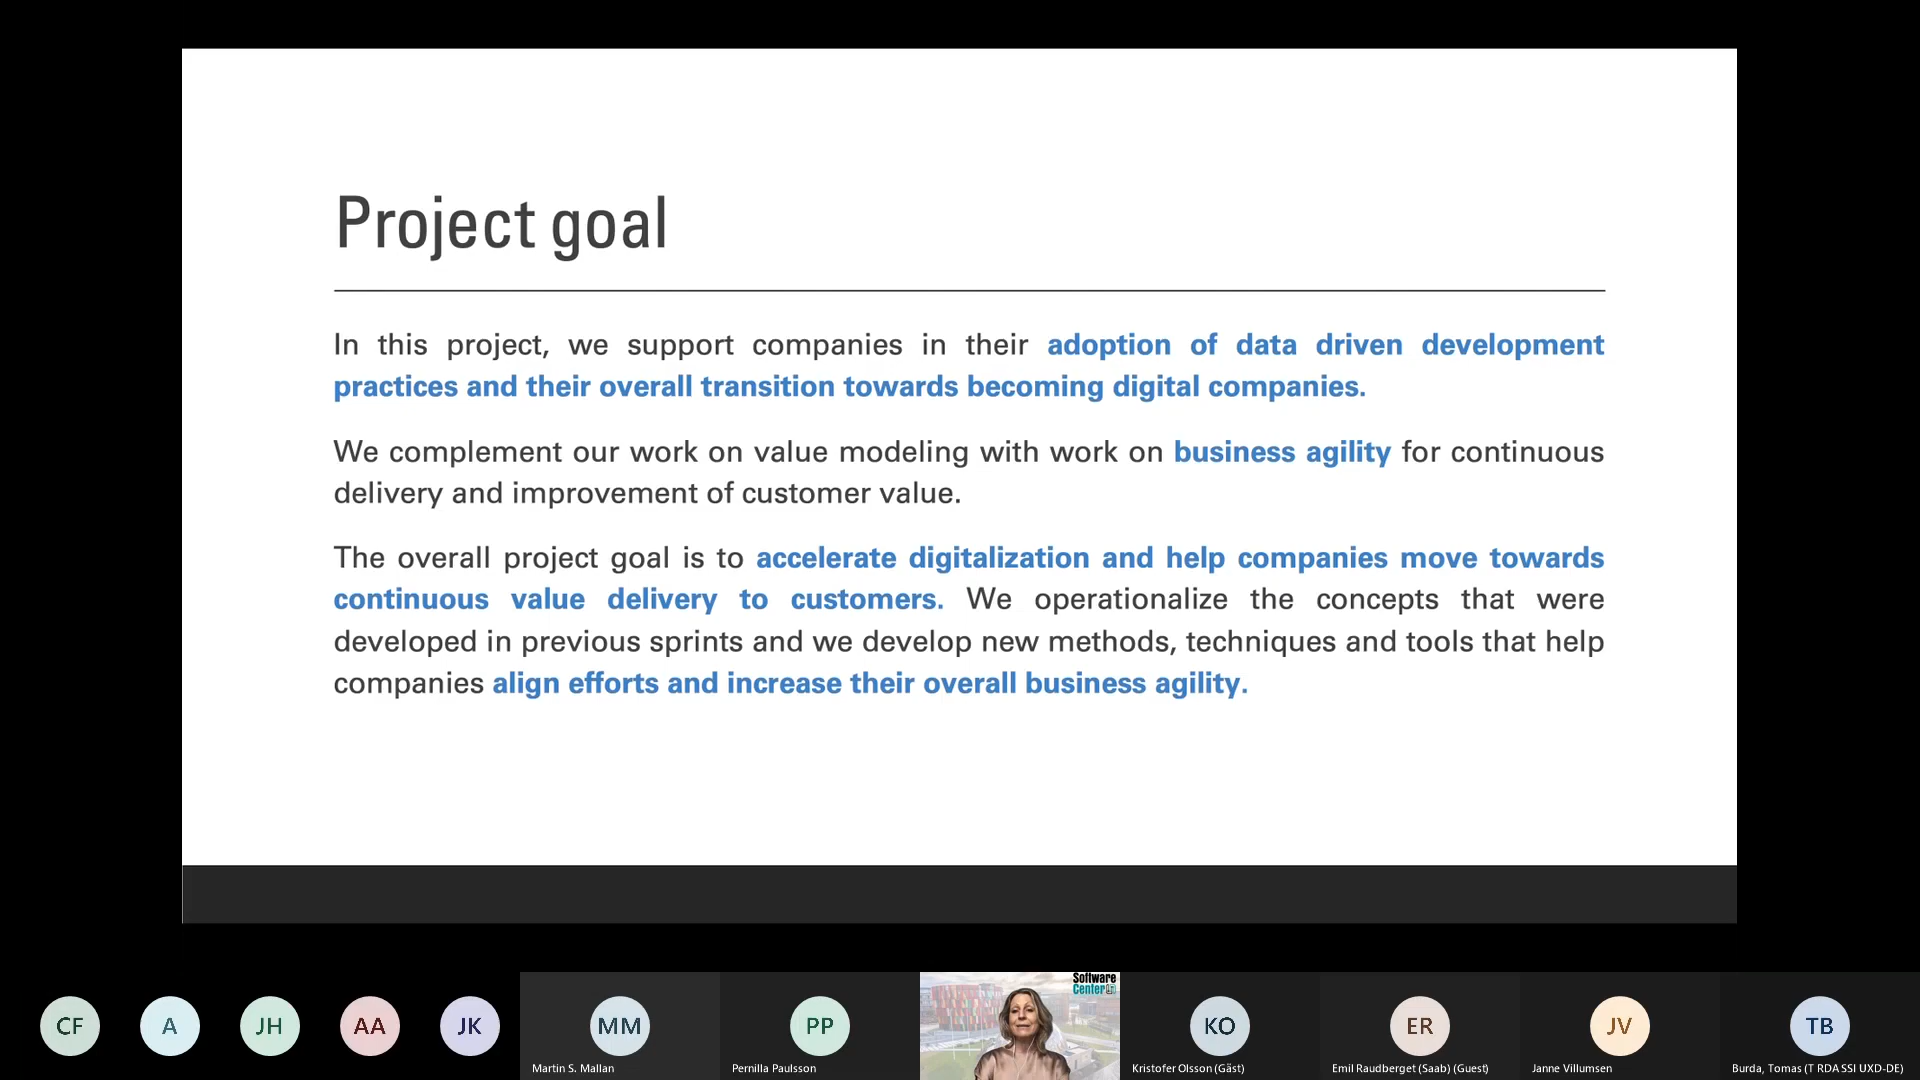 Project goal
In this project, we support companies in their adoption of data driven development
practices and their overall transition towards becoming digital companies.
We complement our work on value modeling with work on business agility for continuous
delivery and improvement of customer value.
The overall project goal is to accelerate digitalization and help companies move towards
continuous value delivery to customers. We operationalize the concepts that were
developed in previous sprints and we develop new methods, techniques and tools that help
companies align efforts and increase their overall business agility.
Software
Center
CF
A
JH
AA
JK
MM
PP
KO
ER
JV
TB
Martin S. Mallan
Pernilla Paulsson
Kristofer Olsson (Gäst)
Emil Raudberget (Saab) (Guest)
Janne Villumsen
Burda, Tomas (T RDA SSI UXD-DE)